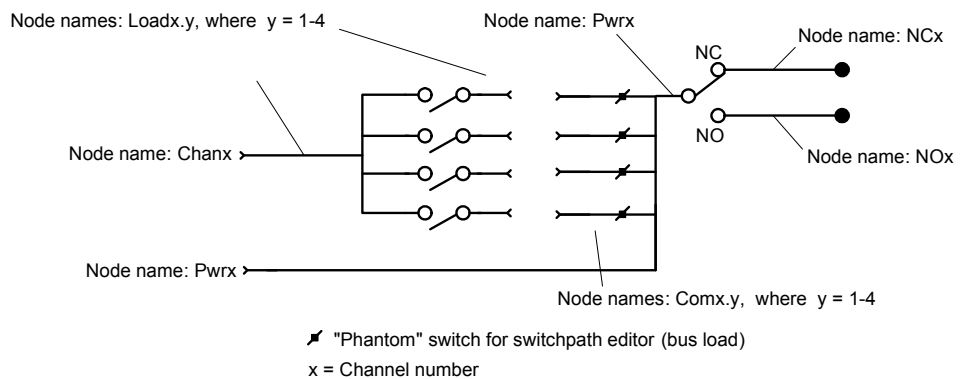 Node names: Loadx.y, where y = 1-4
Node name: Pwrx
Node name: NCx
NC
Node name: Chanx
NO
Node name: NOx
Node name: Pwrx
Node names: Comx.y, where y = 1-4
"Phantom" switch for switchpath editor (bus load)
x = Channel number